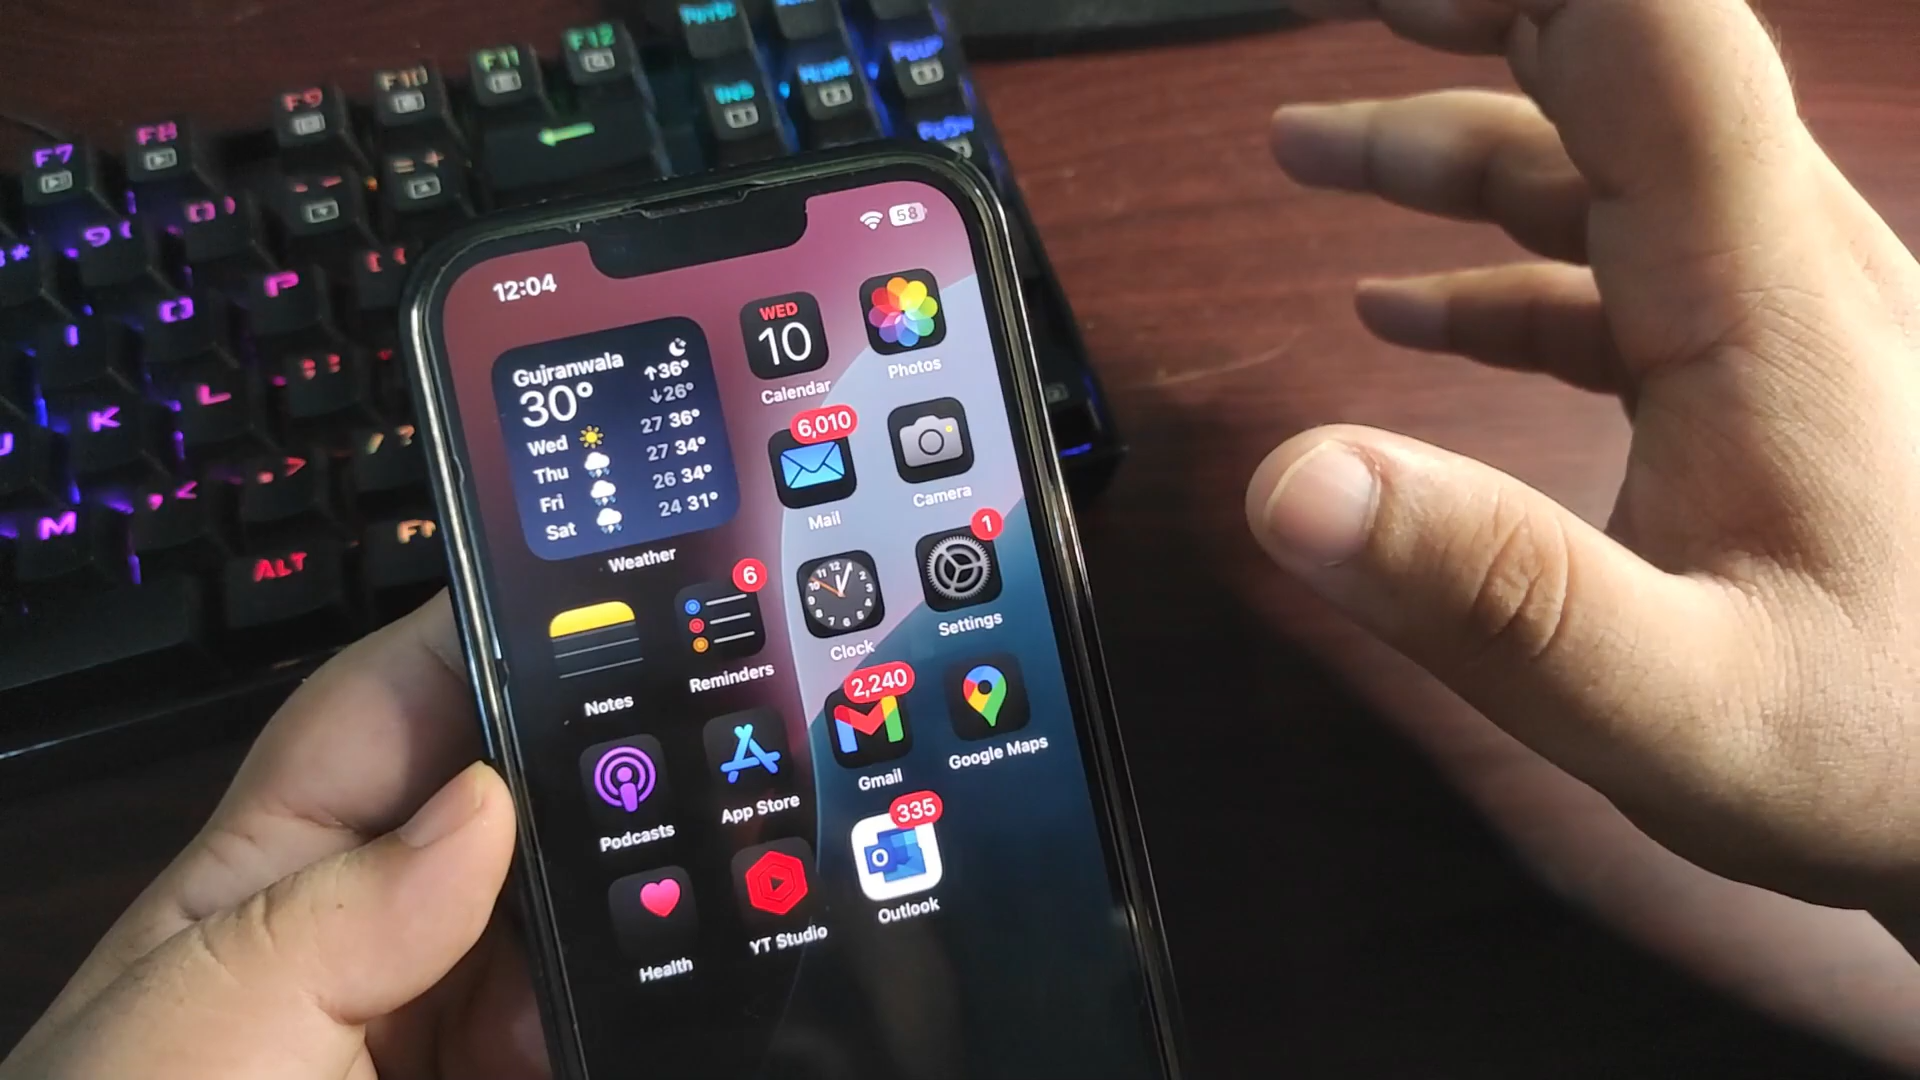 F7 F8 F9 F10 F11 F12
INS
9 (
P
L
K
M
ALT
12:04
58
Gujranwala
30°
↑36°
↓26°
Wed 27 36°
Thu 27 34°
Fri 26 34°
Sat 24 31°
Weather
WED
10
Calendar
Photos
6,010
Mail
Camera
Notes
6
Reminders
Clock
1
Settings
Podcasts
App Store
2,240
Gmail
Google Maps
Health
YT Studio
335
Outlook